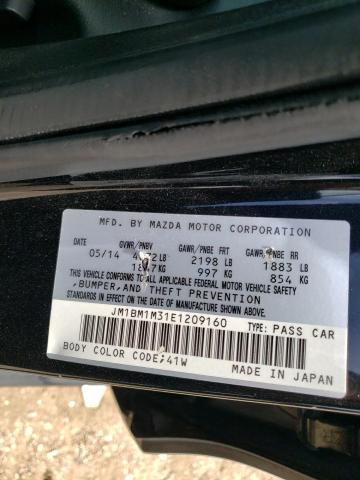 MFD. BY MAZDA MOTOR CORPORATION
DATE GVWR/PNBV GAWR/PNBE FRT GAWR/PNBE RR
05/14 LB 2198 LB 1883 LB
KG 997 KG 854 KG
THIS VEHICLE CONFORMS TO ALL APPLICABLE FEDERAL MOTOR VEHICLE SAFETY
,BUMPER,AND THEFT PREVENTION
STANDARDS IN EFFECT ON THE DATE OF MANUFACTURE SHOWN ABOVE.
JM1BM1M31E1209160 TYPE: PASS CAR
BODY COLOR CODE;41W MADE IN JAPAN